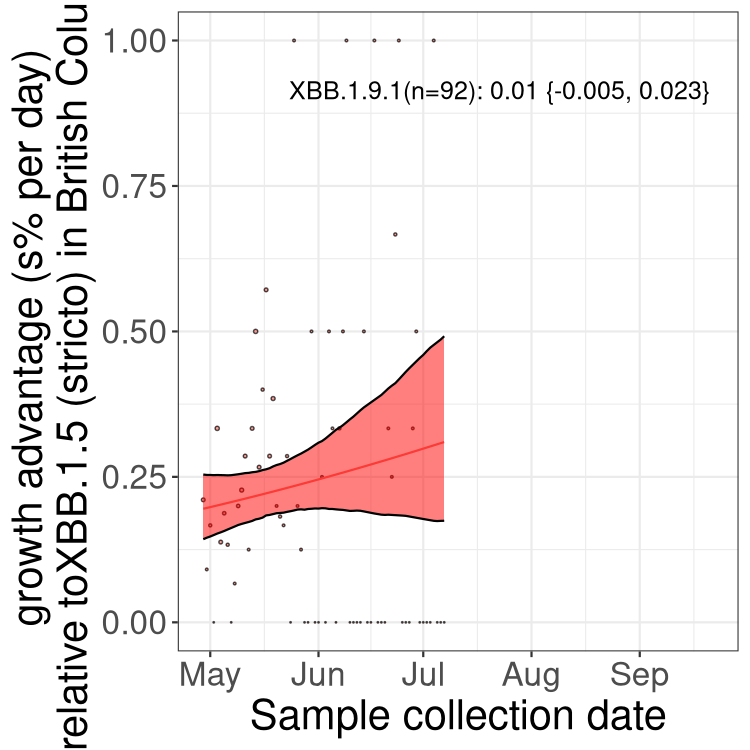 growth advantage (s% per day)
relative toXBB.1.5 (stricto) in British Colu
1.00
0.75
0.50
0.25
0.00
XBB.1.9.1(n=92): 0.01 {-0.005, 0.023}
May Jun Jul Aug Sep
Sample collection date